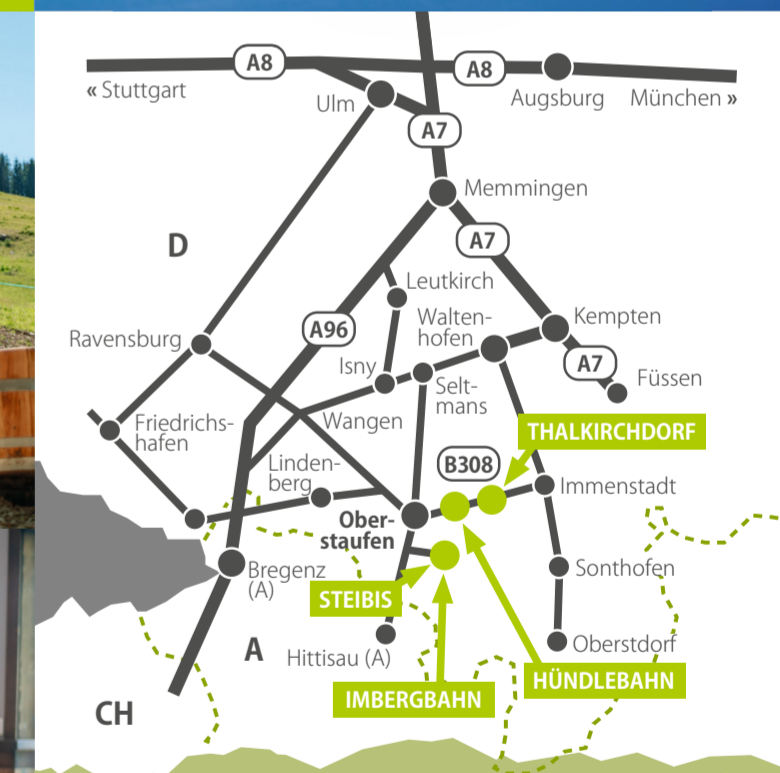 A8
A8
« Stuttgart
Ulm
Augsburg
München »
A7
Memmingen
D
A7
Leutkirch
Walten-
hofen
Kempten
A96
Ravensburg
Isny
A7
Selt-
mans
Füssen
Friedrichs-
hafen
Wangen
THALKIRCHDORF
Linden-
berg
B308
Immenstadt
Ober-
staufen
Bregenz
(A)
Sonthofen
STEIBIS
A
Hittisau (A)
Oberstdorf
HÜNDLEBAHN
IMBERGBAHN
CH